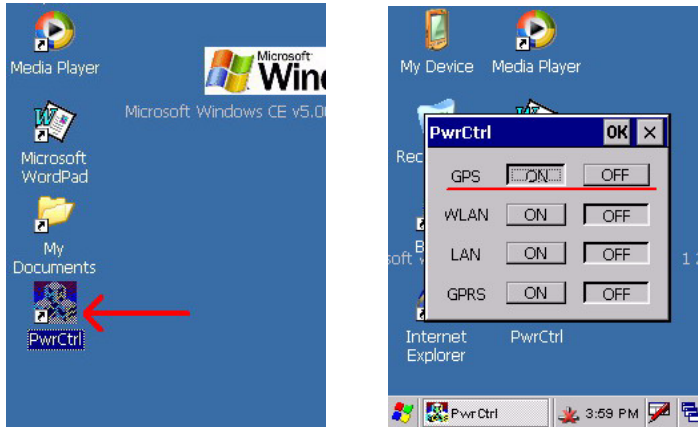 Media Player
Microsoft
Microsoft Windows CE v5.0
Microsoft
WordPad
My
Documents
PwrCtrl
My Device
Media Player
PwrCtrl
OK
GPS ON OFF
WLAN ON OFF
LAN ON OFF
GPRS ON OFF
Internet
Explorer
PwrCtrl
PwrCtrl
3:59 PM